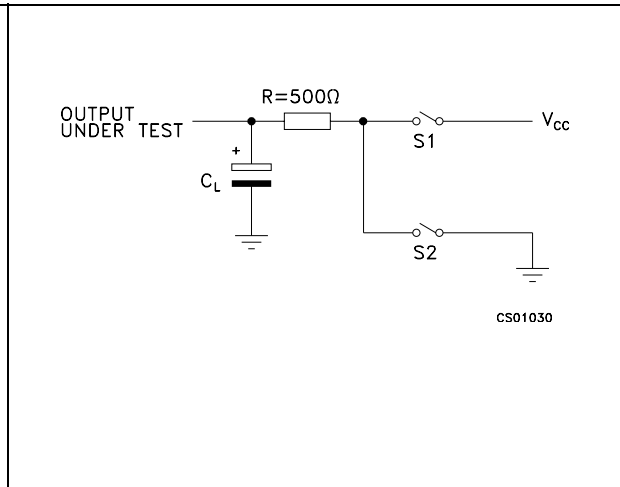 R=500Ω
OUTPUT
UNDER TEST
S1
VCC
+
CL
S2
CS01030